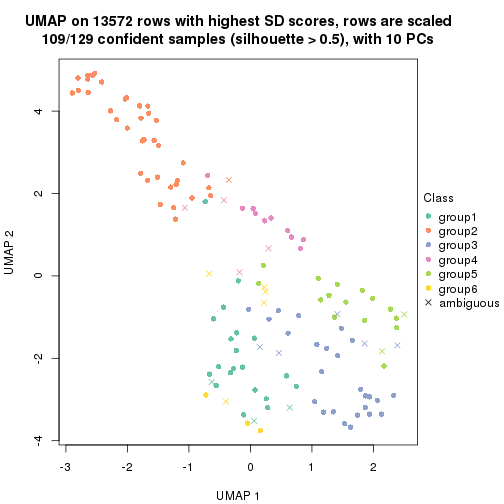 UMAP on 13572 rows with highest SD scores, rows are scaled
109/129 confident samples (silhouette > 0.5), with 10 PCs
UMAP 2
4
2
0
-2
-4
-3
-2
-1
0
1
2
UMAP 1
Class
group1
group2
group3
group4
group5
group6
ambiguous